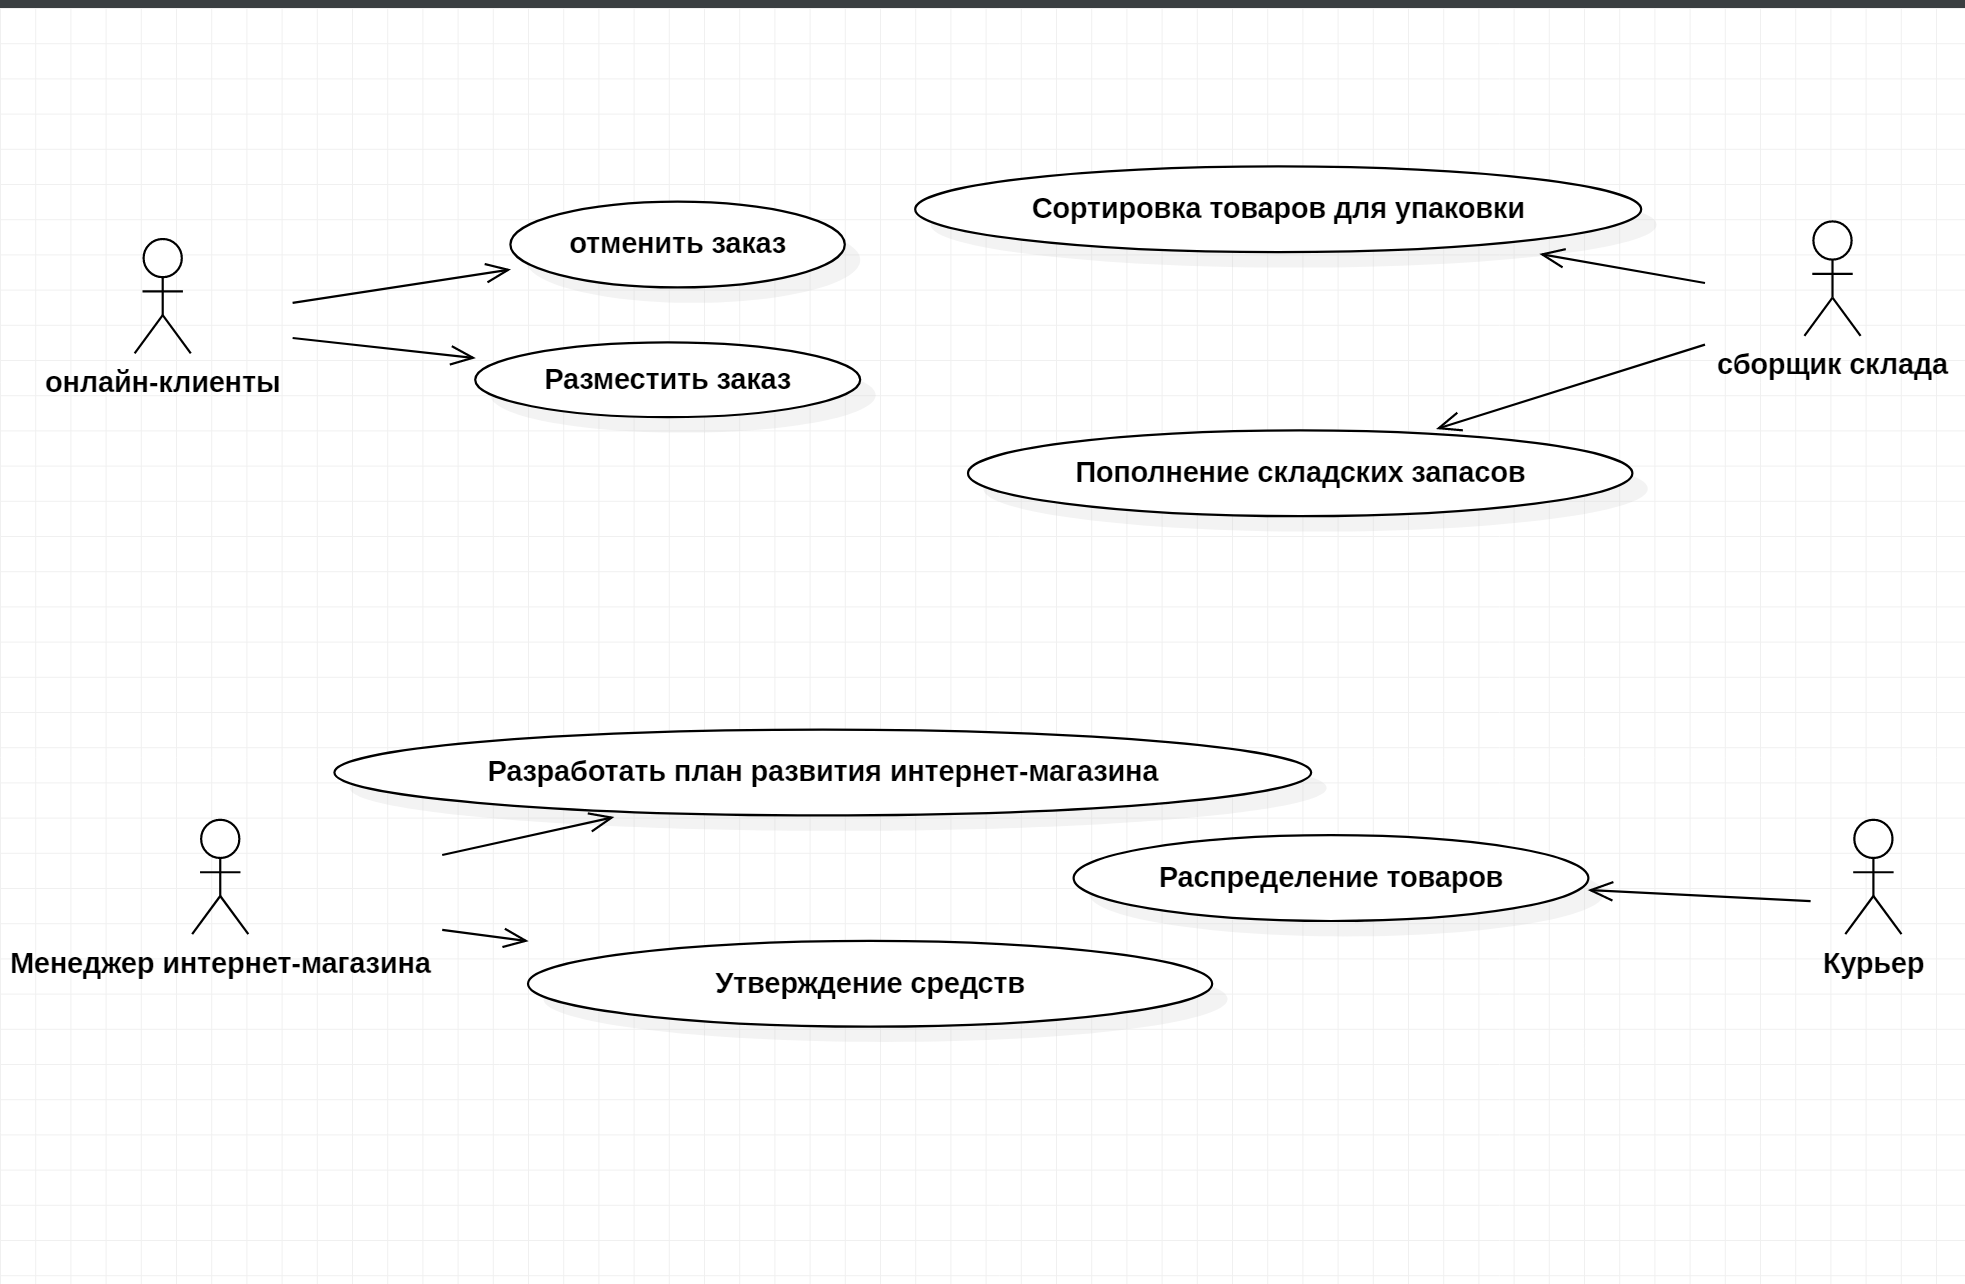 Сортировка товаров для упаковки
отменить заказ
сборщик склада
онлайн-клиенты
Разместить заказ
Пополнение складских запасов
Разработать план развития интернет-магазина
Распределение товаров
Менеджер интернет-магазина
Курьер
Утверждение средств